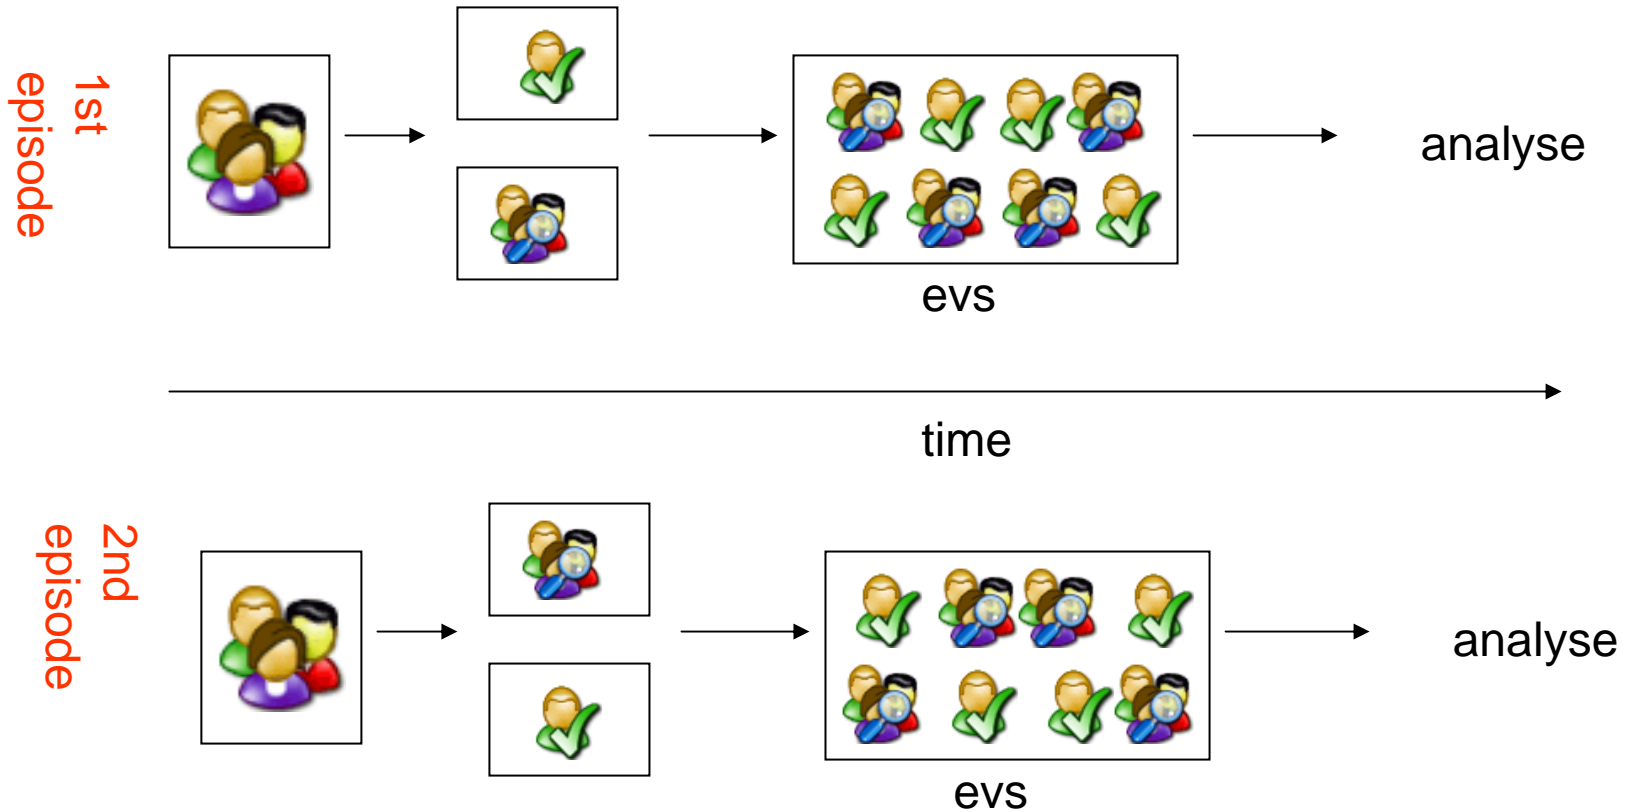 1st
episode
analyse
evs
time
2nd
episode
analyse
evs